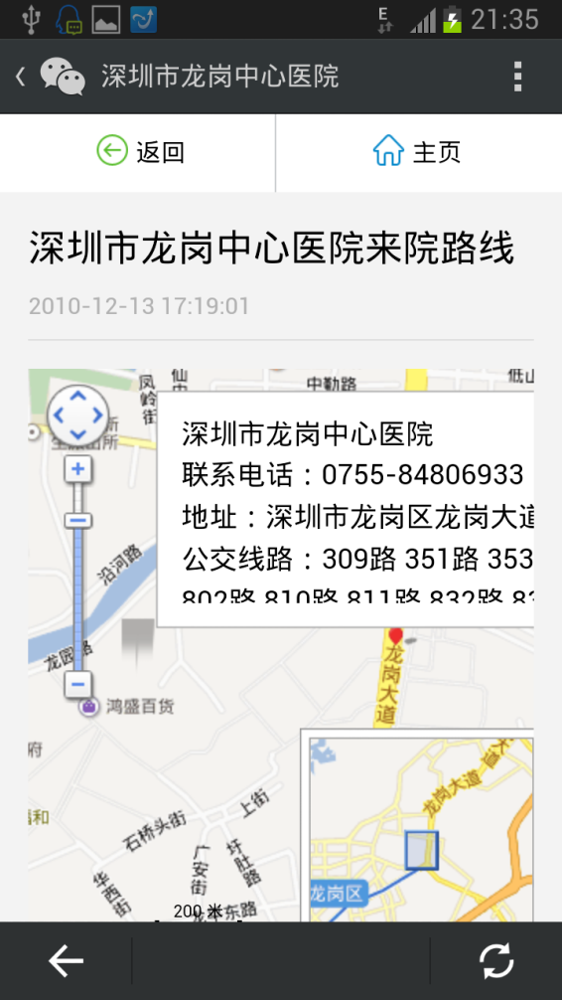 E
21:35
深圳市龙岗中心医院
返回
主页
深圳市龙岗中心医院来院路线
2010-12-13 17:19:01
凤岭街
仙
中勤路
低山
深圳市龙岗中心医院
联系电话：0755-84806933
地址：深圳市龙岗区龙岗大道
公交线路：309路 351路 353
802路 810路 811路 832路
沿河路
龙园路
鸿盛百货
龙岗大道
府
石桥头街
上街
广安街
圩肚路
华西街
200 米
东路
龙岗大道
大道
龙岗区